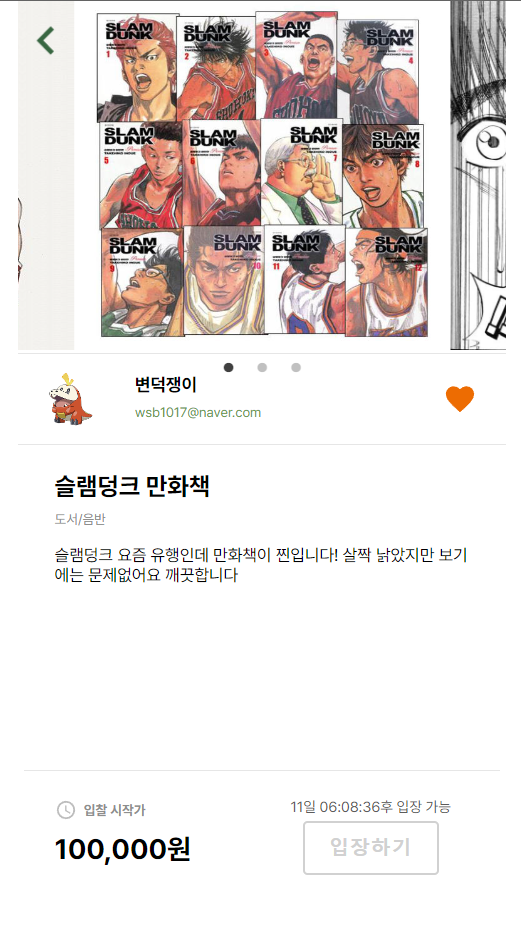 SLAM DUNK 1
SLAM DUNK 2
SLAM DUNK 3
SLAM DUNK 4
SLAM DUNK 5
SLAM DUNK 6
SLAM DUNK 7
SLAM DUNK 8
SLAM DUNK 9
SLAM DUNK 10
SLAM DUNK 11
SLAM DUNK 12
변덕쟁이
wsb1017@naver.com
슬램덩크 만화책
도서/음반
슬램덩크 요즘 유행인데 만화책이 찐입니다! 살짝 낡았지만 보기
에는 문제없어요 깨끗합니다
입찰 시작가
11일 06:08:36후 입장 가능
100,000원
입장하기